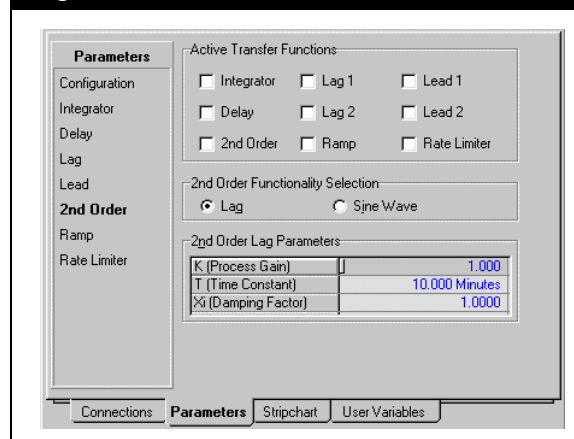 Parameters
Configuration
Integrator
Delay
Lag
Lead
2nd Order
Ramp
Rate Limiter
Active Transfer Functions
Integrator Lag 1 Lead 1
Delay Lag 2 Lead 2
2nd Order Ramp Rate Limiter
2nd Order Functionality Selection
Lag Sine Wave
2nd Order Lag Parameters
K (Process Gain) 1.000
T (Time Constant) 10.000 Minutes
Xi (Damping Factor) 1.0000
Connections Parameters Stripchart User Variables